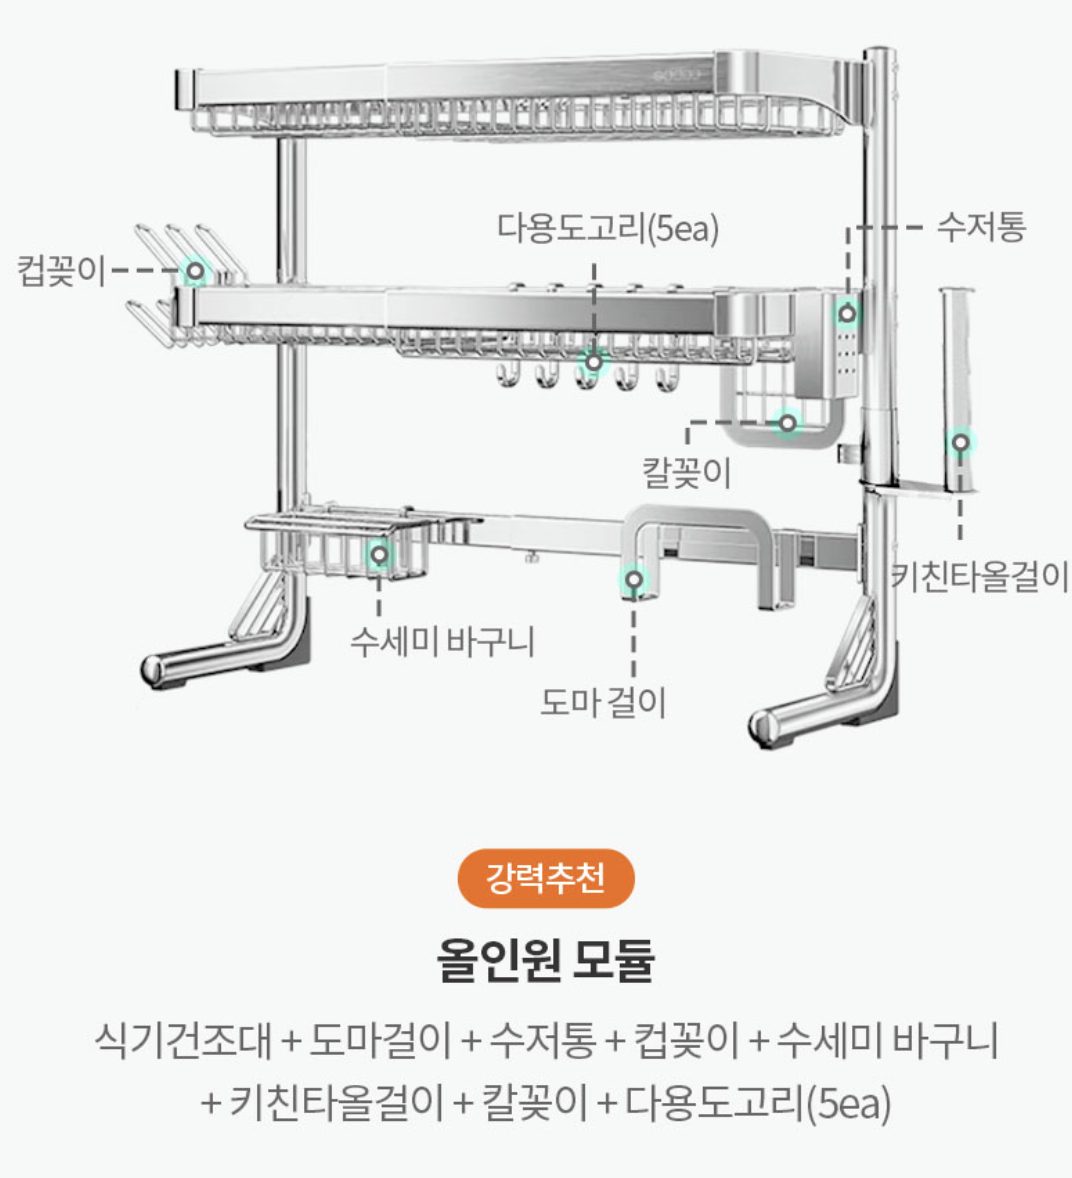 다용도고리(5ea)
수저통
컵꽂이
칼꽂이
키친타올걸이
수세미 바구니
도마 걸이
강력추천
올인원 모듈
식기건조대 + 도마걸이 + 수저통 + 컵꽂이 + 수세미 바구니
+ 키친타올걸이 + 칼꽂이 + 다용도고리(5ea)